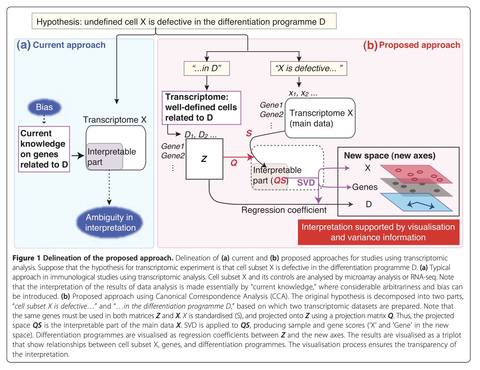 Hypothesis: undefined cell X is defective in the differentiation programme D
(a) Current approach
(b) Proposed approach
Bias
Current
knowledge
on genes
related to D
Transcriptome X
Interpretable
part
Ambiguity in
interpretation
"...in D"
"X is defective... "
Transcriptome:
well-defined cells
related to D
D1, D2 ...
Gene1
Gene2
Z
Q
S
x1, x2 ...
Gene1
Gene2
Transcriptome X
(main data)
Interpretable
part (QS)
SVD
Regression coefficient
New space (new axes)
X
Genes
D
Interpretation supported by visualisation
and variance information
Figure 1 Delineation of the proposed approach. Delineation of (a) current and (b) proposed approaches for studies using transcriptomic
analysis. Suppose that the hypothesis for transcriptomic experiment is that cell subset X is defective in the differentiation programme D. (a) Typical
approach in immunological studies using transcriptomic analysis. Cell subset X and its controls are analysed by microarray analysis or RNA-seq. Note
that the interpretation of the results of data analysis is made essentially by "current knowledge," where considerable arbitrariness and bias can
be introduced. (b) Proposed approach using Canonical Correspondence Analysis (CCA). The original hypothesis is decomposed into two parts,
"cell subset X is defective..." and "... in the differentiation programme D," based on which two transcriptomic datasets are prepared. Note that
the same genes must be used in both matrices Z and X. X is standardised (S), and projected onto Z using a projection matrix Q. Thus, the projected
space QS is the interpretable part of the main data X. SVD is applied to QS, producing sample and gene scores ('X' and 'Gene' in the new
space). Differentiation programmes are visualised as regression coefficients between Z and the new axes. The results are visualised as a triplot
that show relationships between cell subset X, genes, and differentiation programmes. The visualisation process ensures the transparency of
the interpretation.